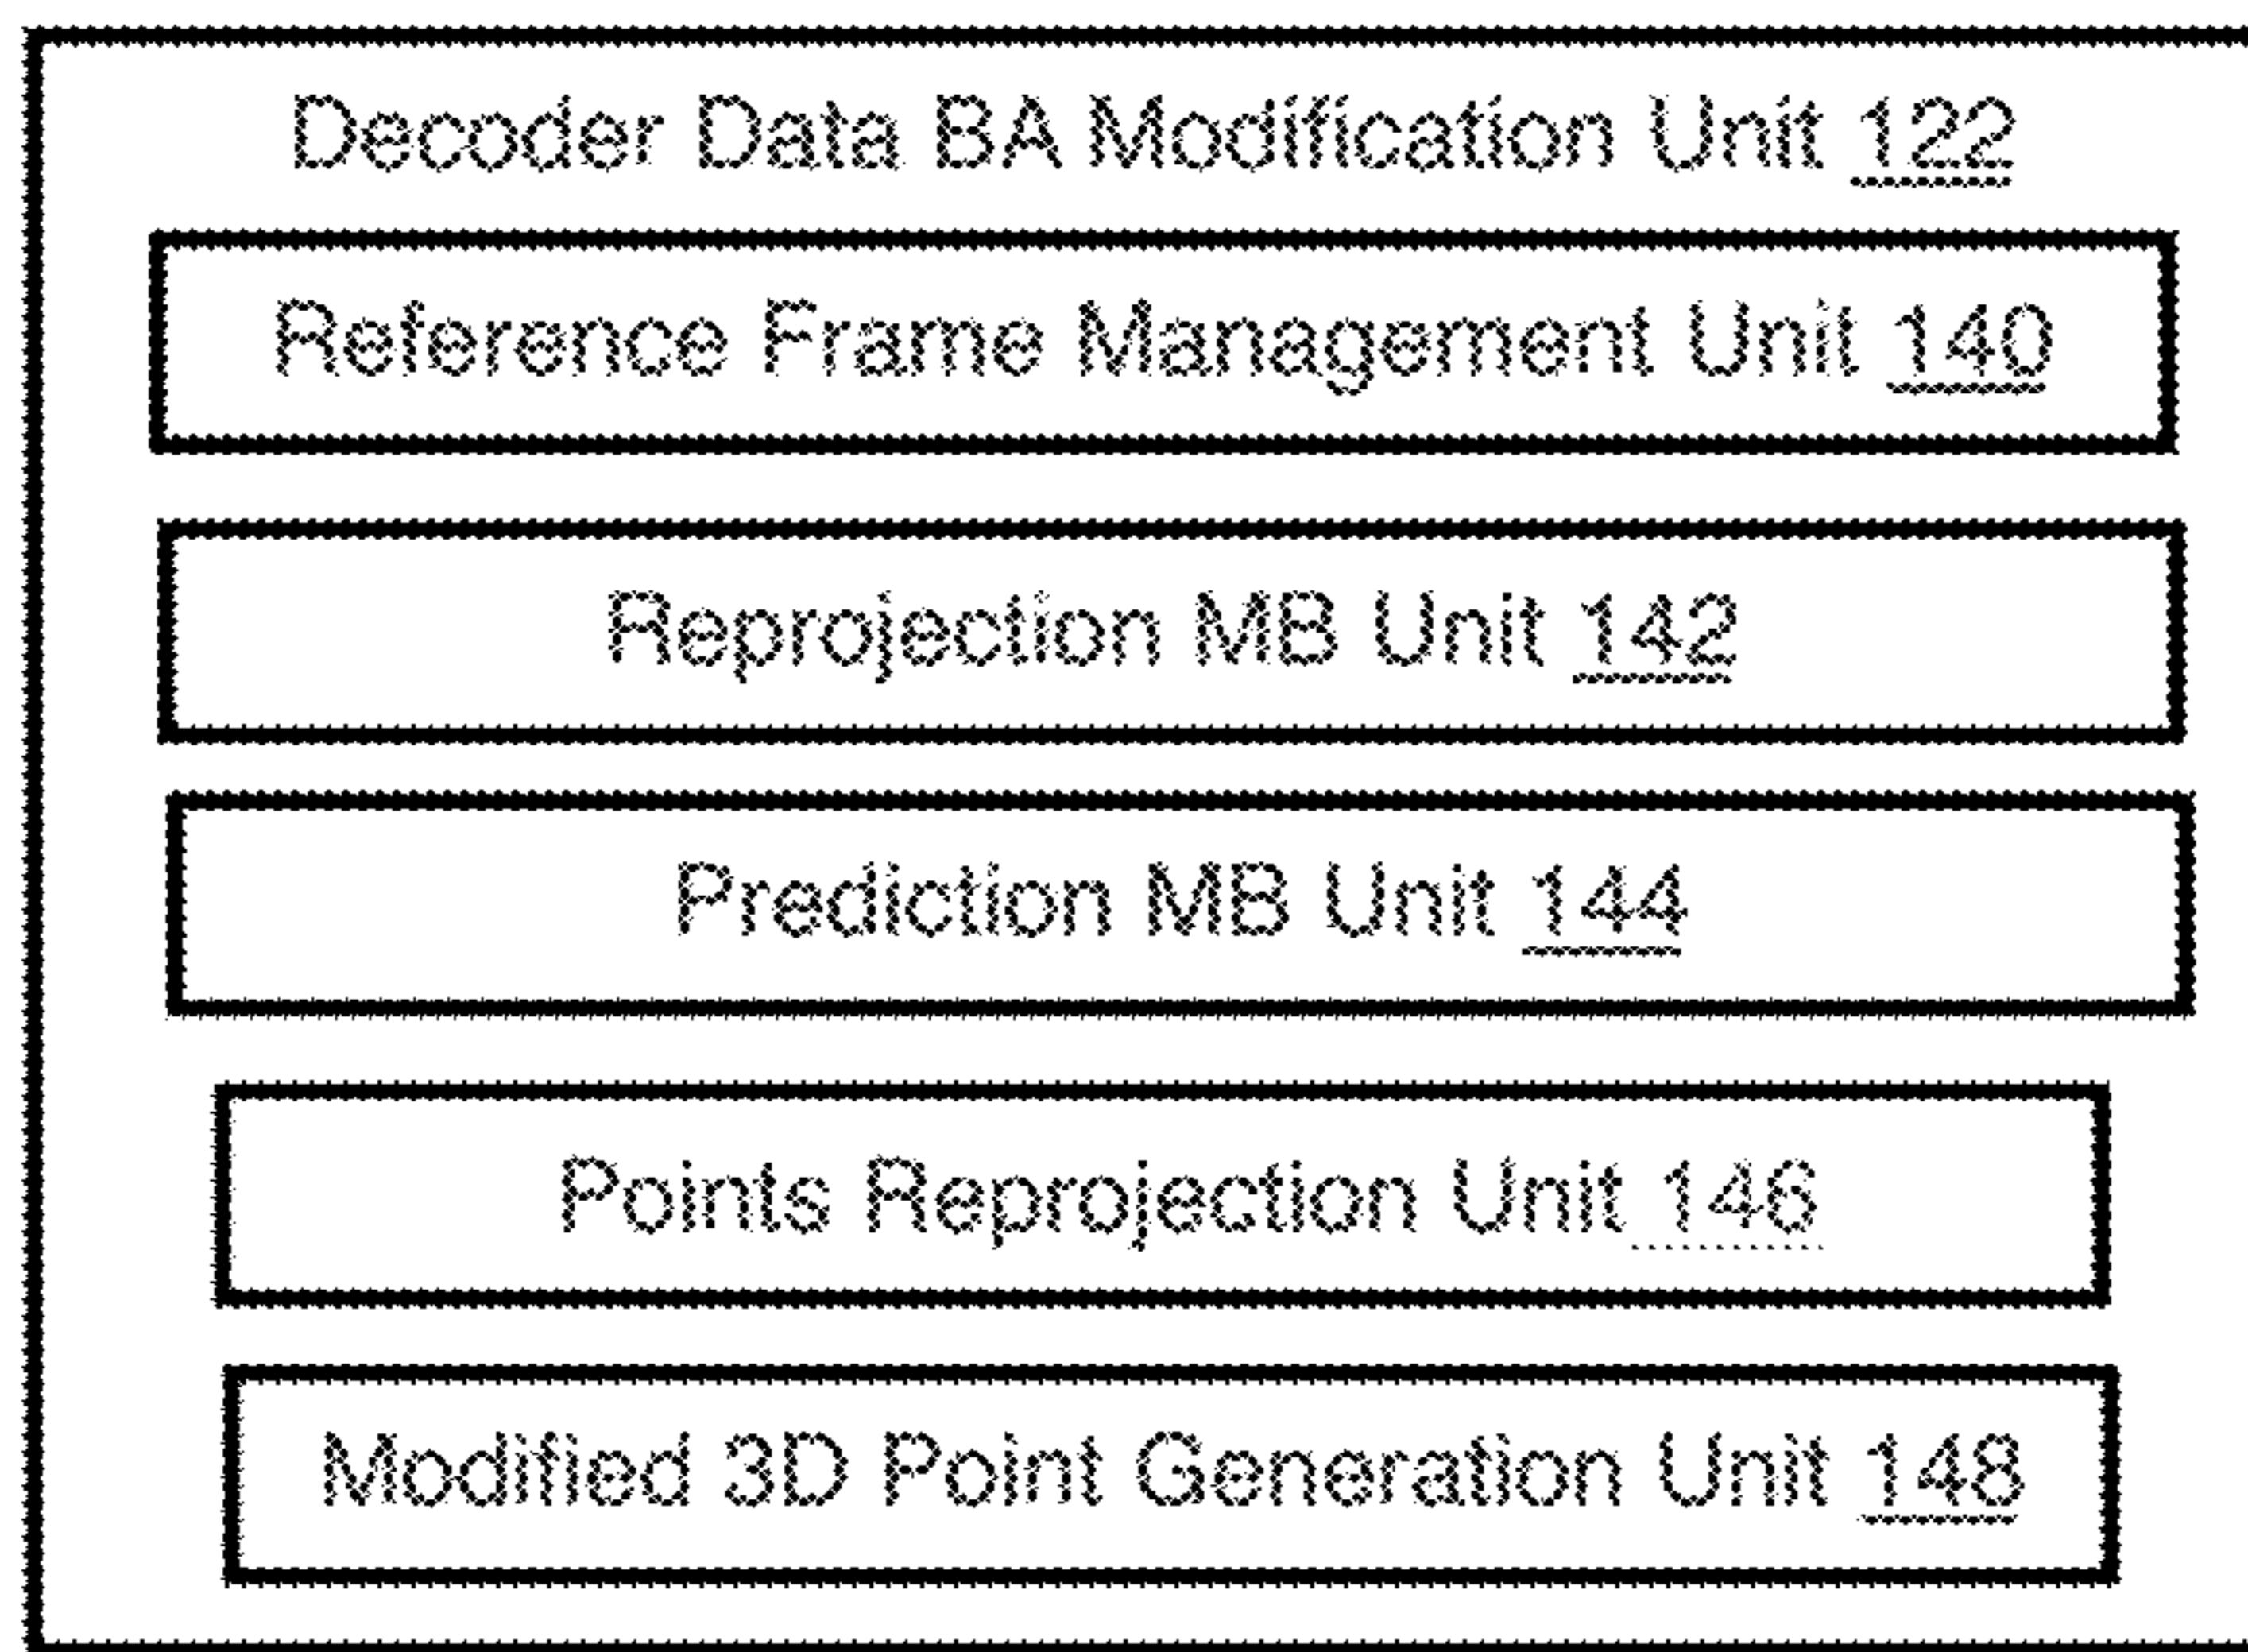 Decoder Data BA Modification Unit 122
Reference Frame Management Unit 140
Reprojection MB Unit 142
Prediction MB Unit 144
Points Reprojection Unit 146
Modified 3D Point Generation Unit 148